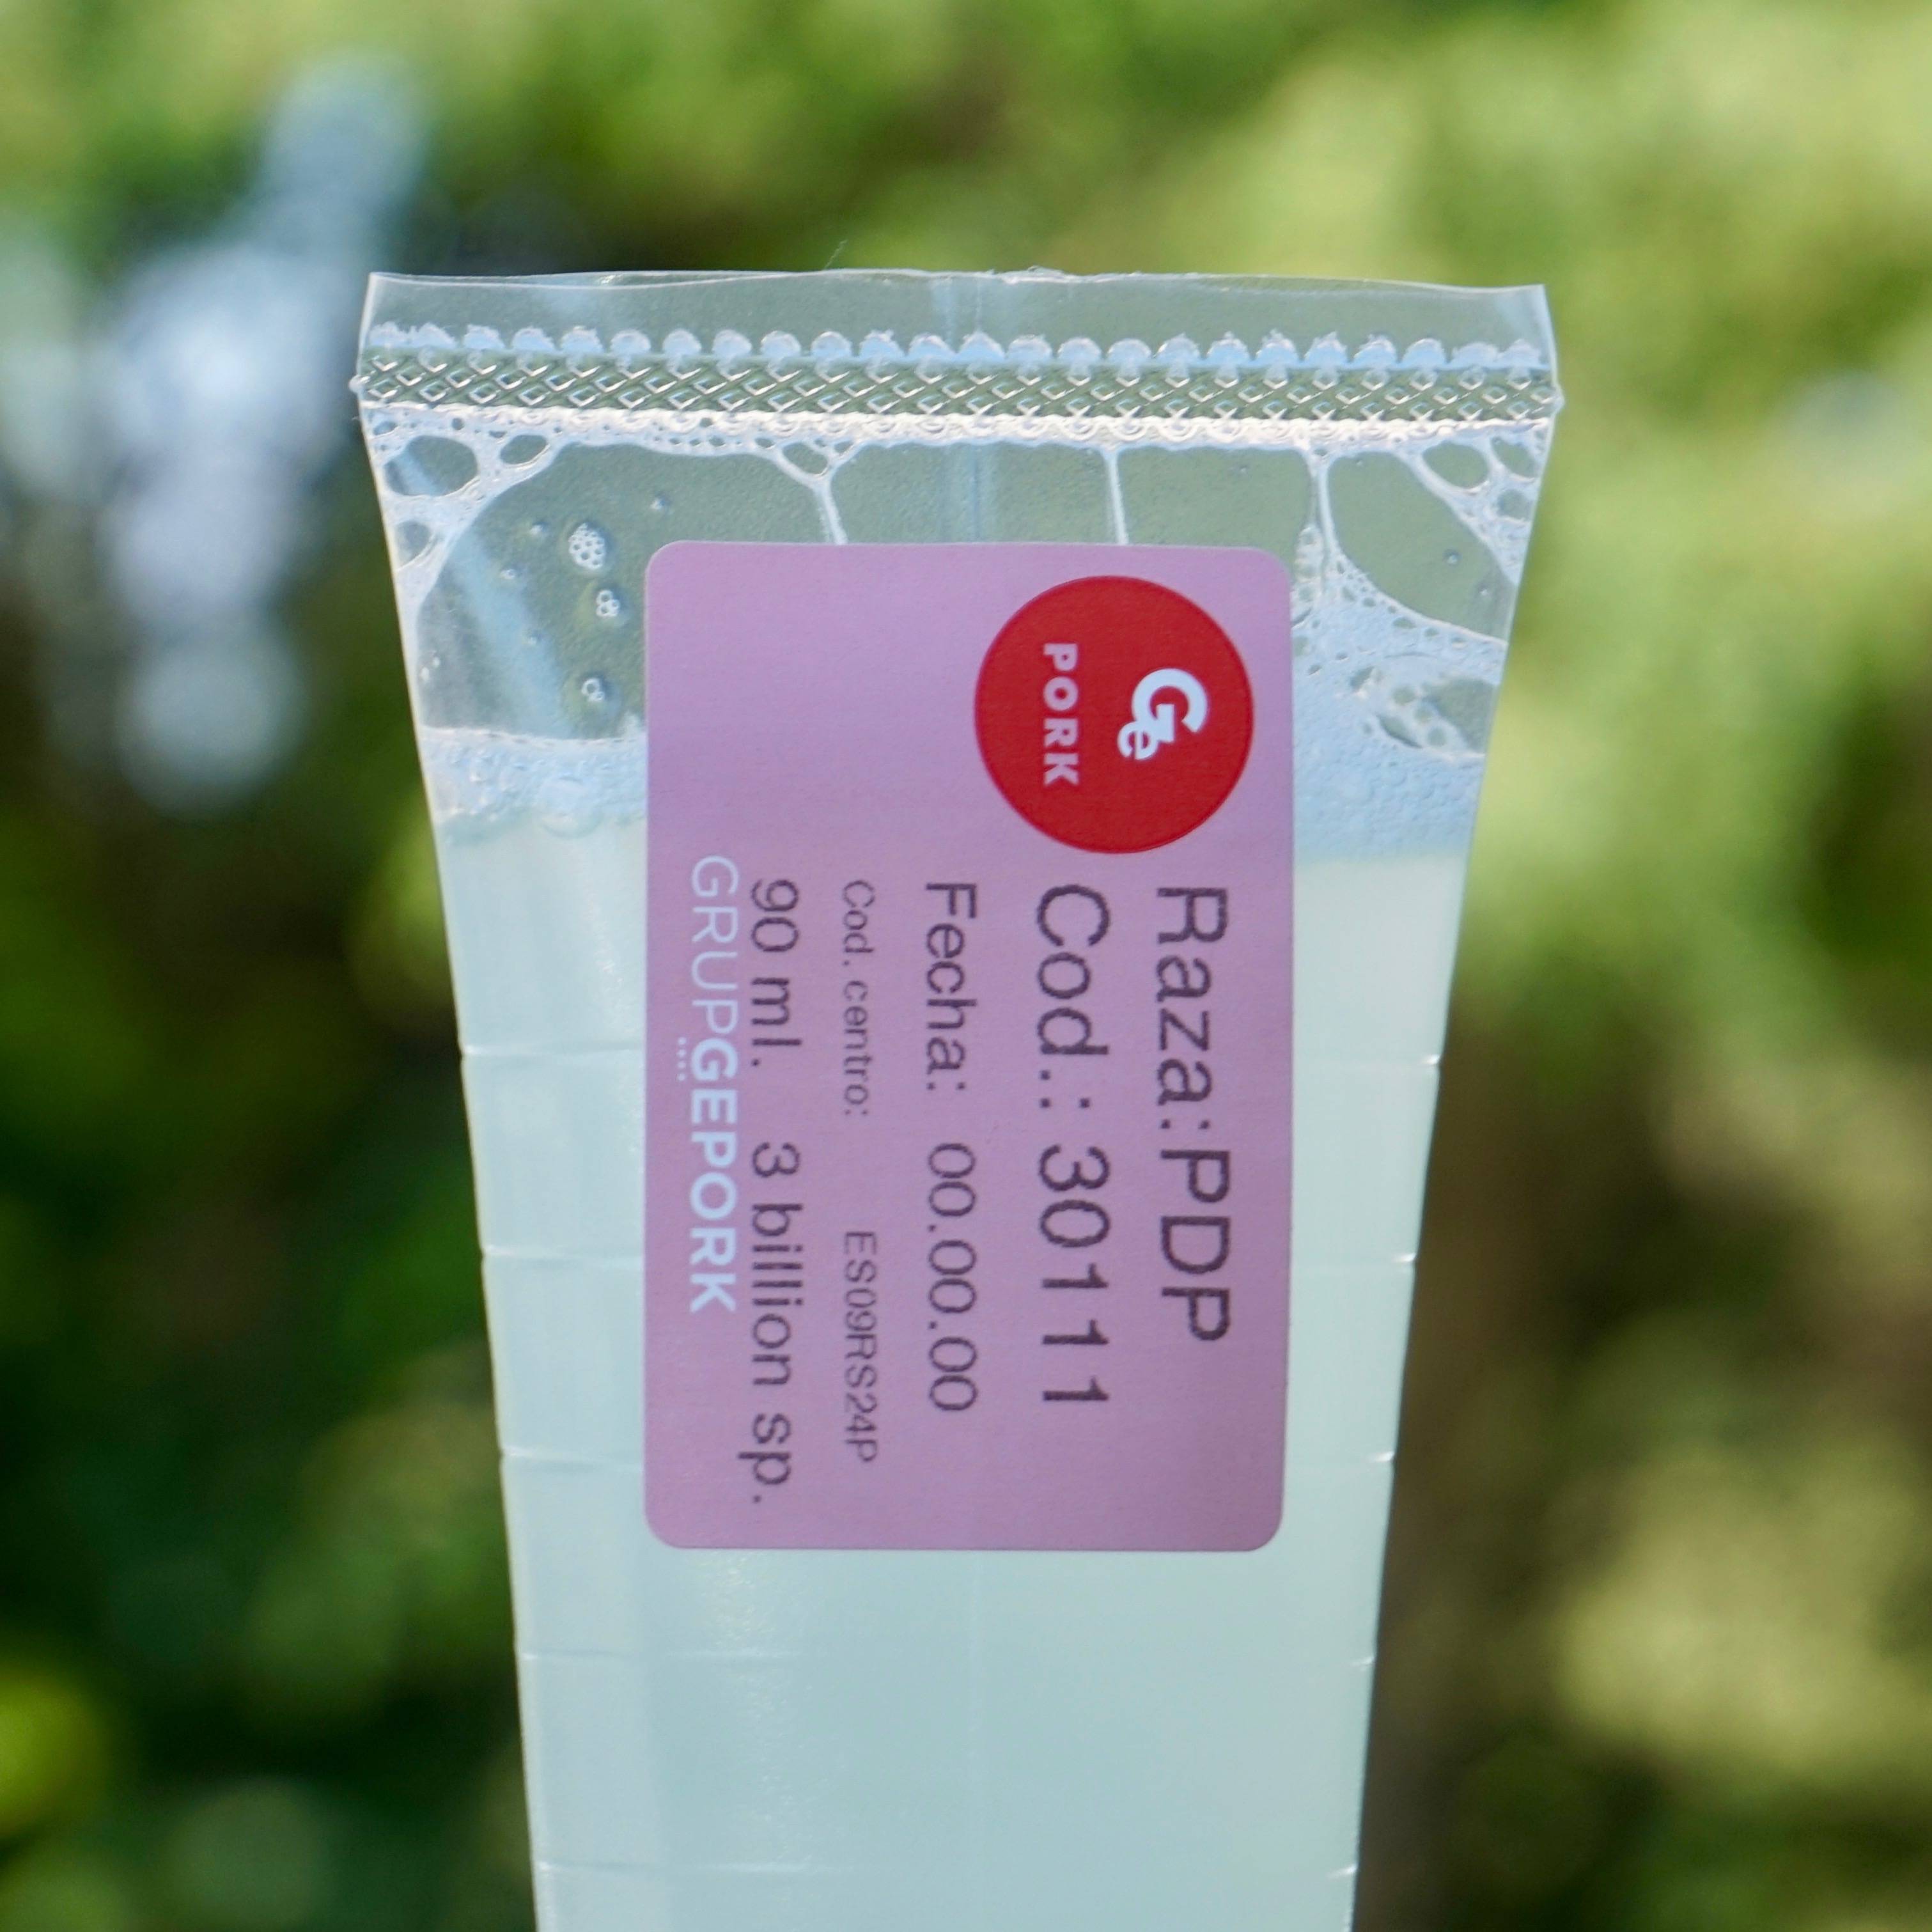 Ge
PORK
Raza:PDP
Cod.: 30111
Fecha: 00.00.00
Cod. centro: ES09RS24P
90 ml. 3 billion sp.
GRUPGEPORK